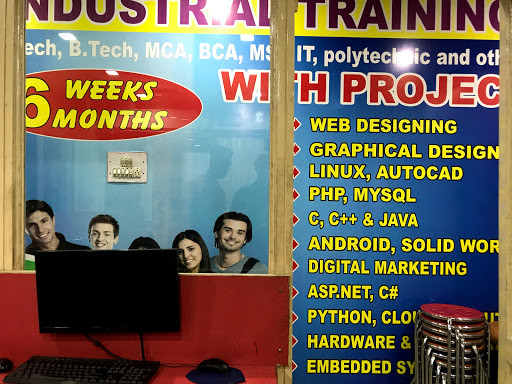 NDUSTRIAL TRAINING
ech, B.Tech, MCA, BCA, MS IT, polytechnic and oth
6 WEEKS
MONTHS
WITH PROJEC
WEB DESIGNING
GRAPHICAL DESIGN
LINUX, AUTOCAD
PHP, MYSQL
C, C++ & JAVA
ANDROID, SOLID WOR
DIGITAL MARKETING
ASP.NET, C#
PYTHON, CLOU
HARDWARE &
EMBEDDED SY